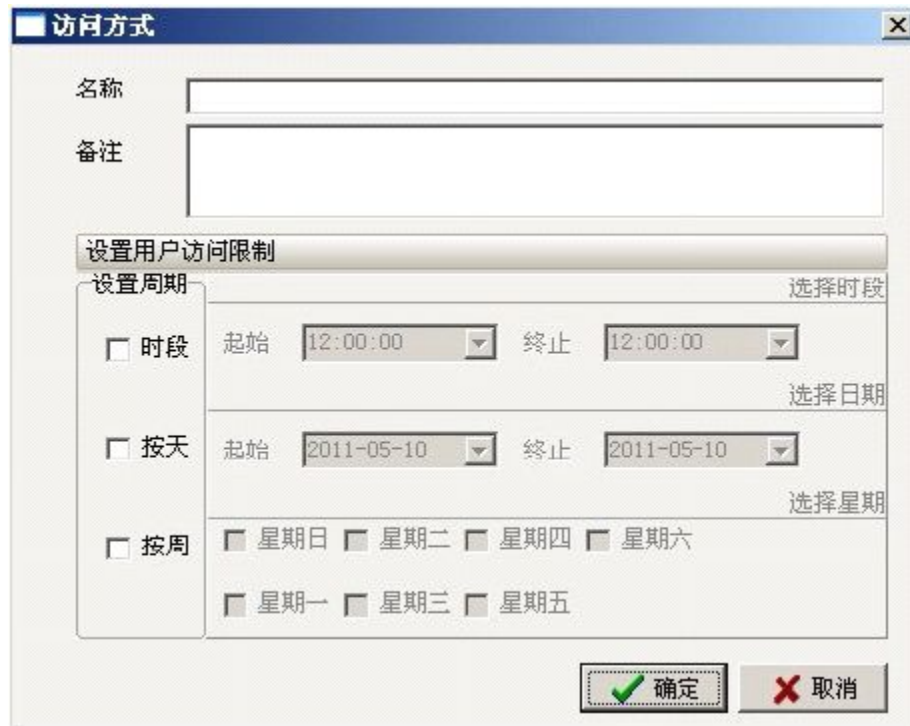 访问方式
名称
备注
设置用户访问限制
设置周期
选择时段
时段 起始 12:00:00 终止 12:00:00
选择日期
按天 起始 2011-05-10 终止 2011-05-10
选择星期
按周 星期日 星期二 星期四 星期六
星期一 星期三 星期五
确定 取消